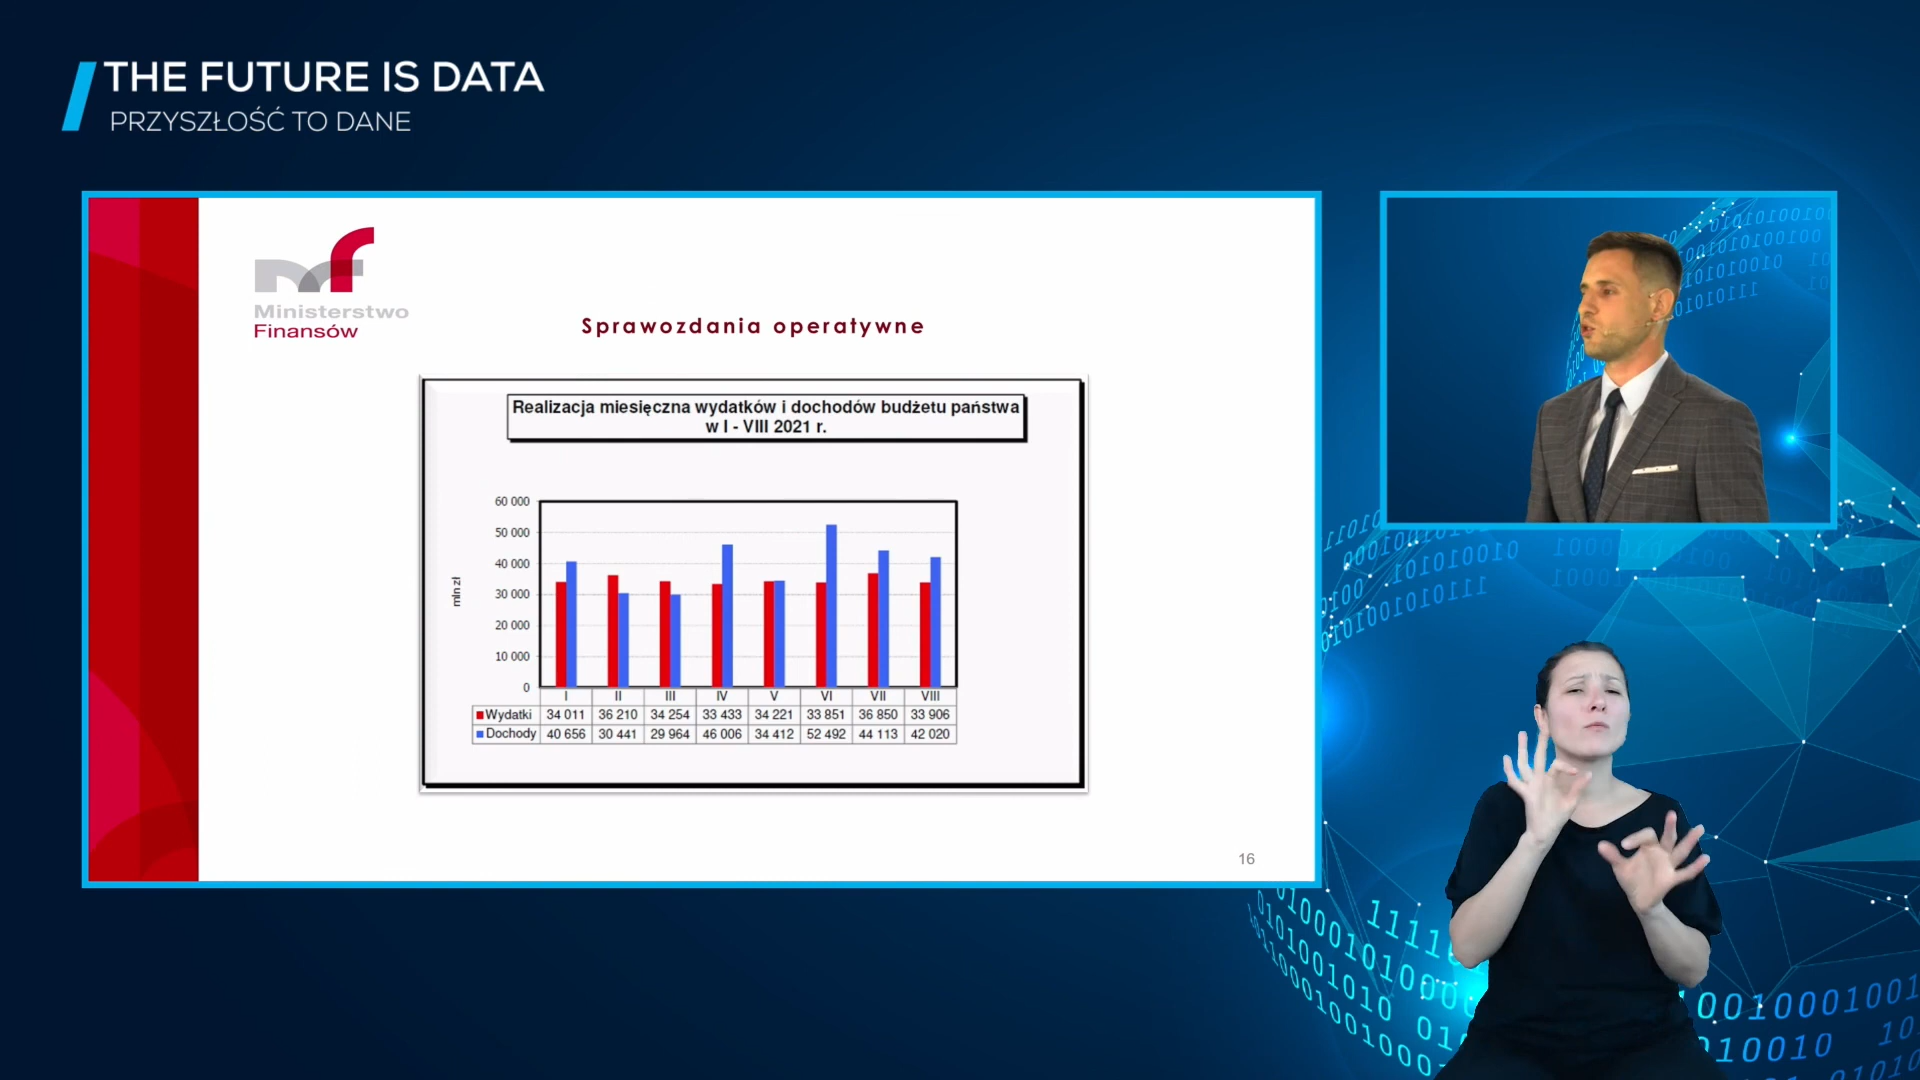 THE FUTURE IS DATA
PRZYSZŁOŚĆ TO DANE
Ministerstwo
Finansów
Sprawozdania operatywne
Realizacja miesięczna wydatków i dochodów budżetu państwa
w I - VIII 2021 r.
mln zł
60 000
50 000
40 000
30 000
20 000
10 000
0
I II III IV V VI VII VIII
Wydatki 34 011 36 210 34 254 33 433 34 221 33 851 36 850 33 906
Dochody 40 656 30 441 29 964 46 006 34 412 52 492 44 113 42 020
16